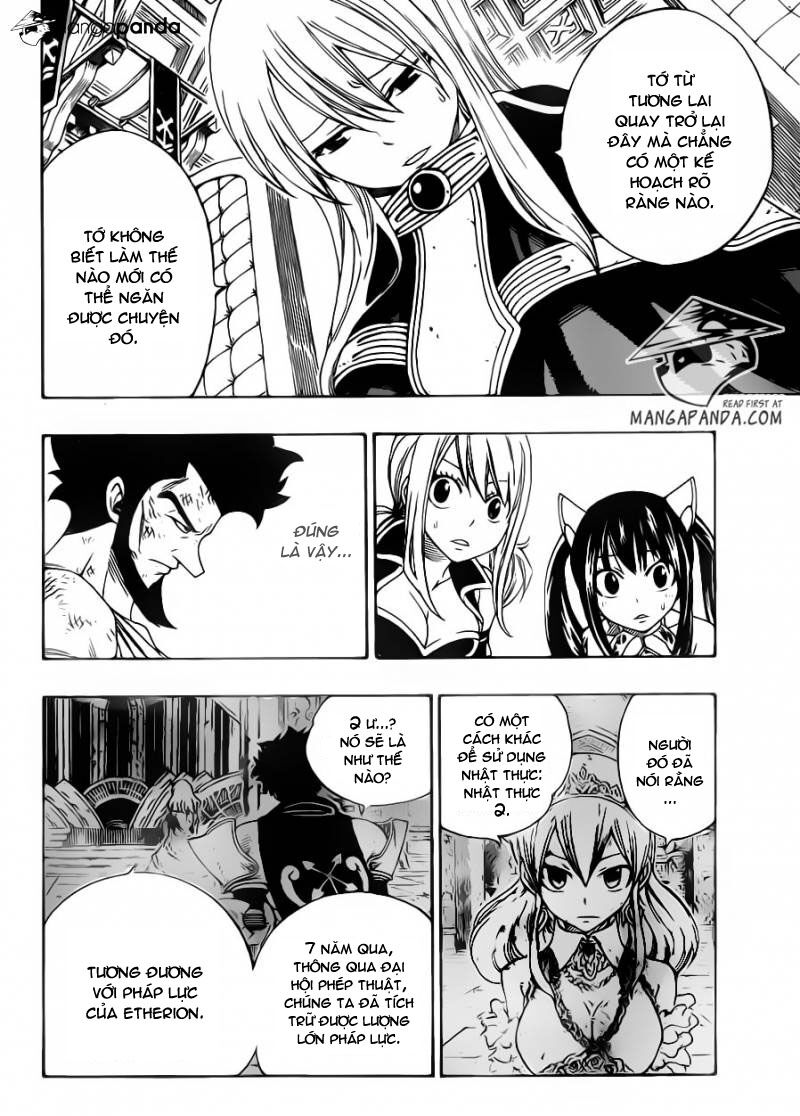 mangapanda
TỚ TỪ
TƯƠNG LAI
QUAY TRỞ LẠI
ĐÂY MÀ CHẲNG
CÓ MỘT KẾ
HOẠCH RÕ
RÀNG NÀO.
TỚ KHÔNG
BIẾT LÀM THẾ
NÀO MỚI CÓ
THỂ NGĂN
ĐƯỢC CHUYỆN
ĐÓ.
READ FIRST AT
MANGAPANDA.COM
ĐÚNG
LÀ VẬY...
NGƯỜI
ĐÓ ĐÃ
NÓI RẰNG
...
CÓ MỘT
CÁCH KHÁC
ĐỂ SỬ DỤNG
NHẬT THỰC:
NHẬT THỰC
2.
2 Ư...?
NÓ SẼ LÀ
NHƯ THẾ
NÀO?
7 NĂM QUA,
THÔNG QUA ĐẠI
HỘI PHÉP THUẬT,
CHÚNG TA ĐÃ TÍCH
TRỮ ĐƯỢC LƯỢNG
LỚN PHÁP LỰC.
TƯƠNG ĐƯƠNG
VỚI PHÁP LỰC
CỦA ETHERION.